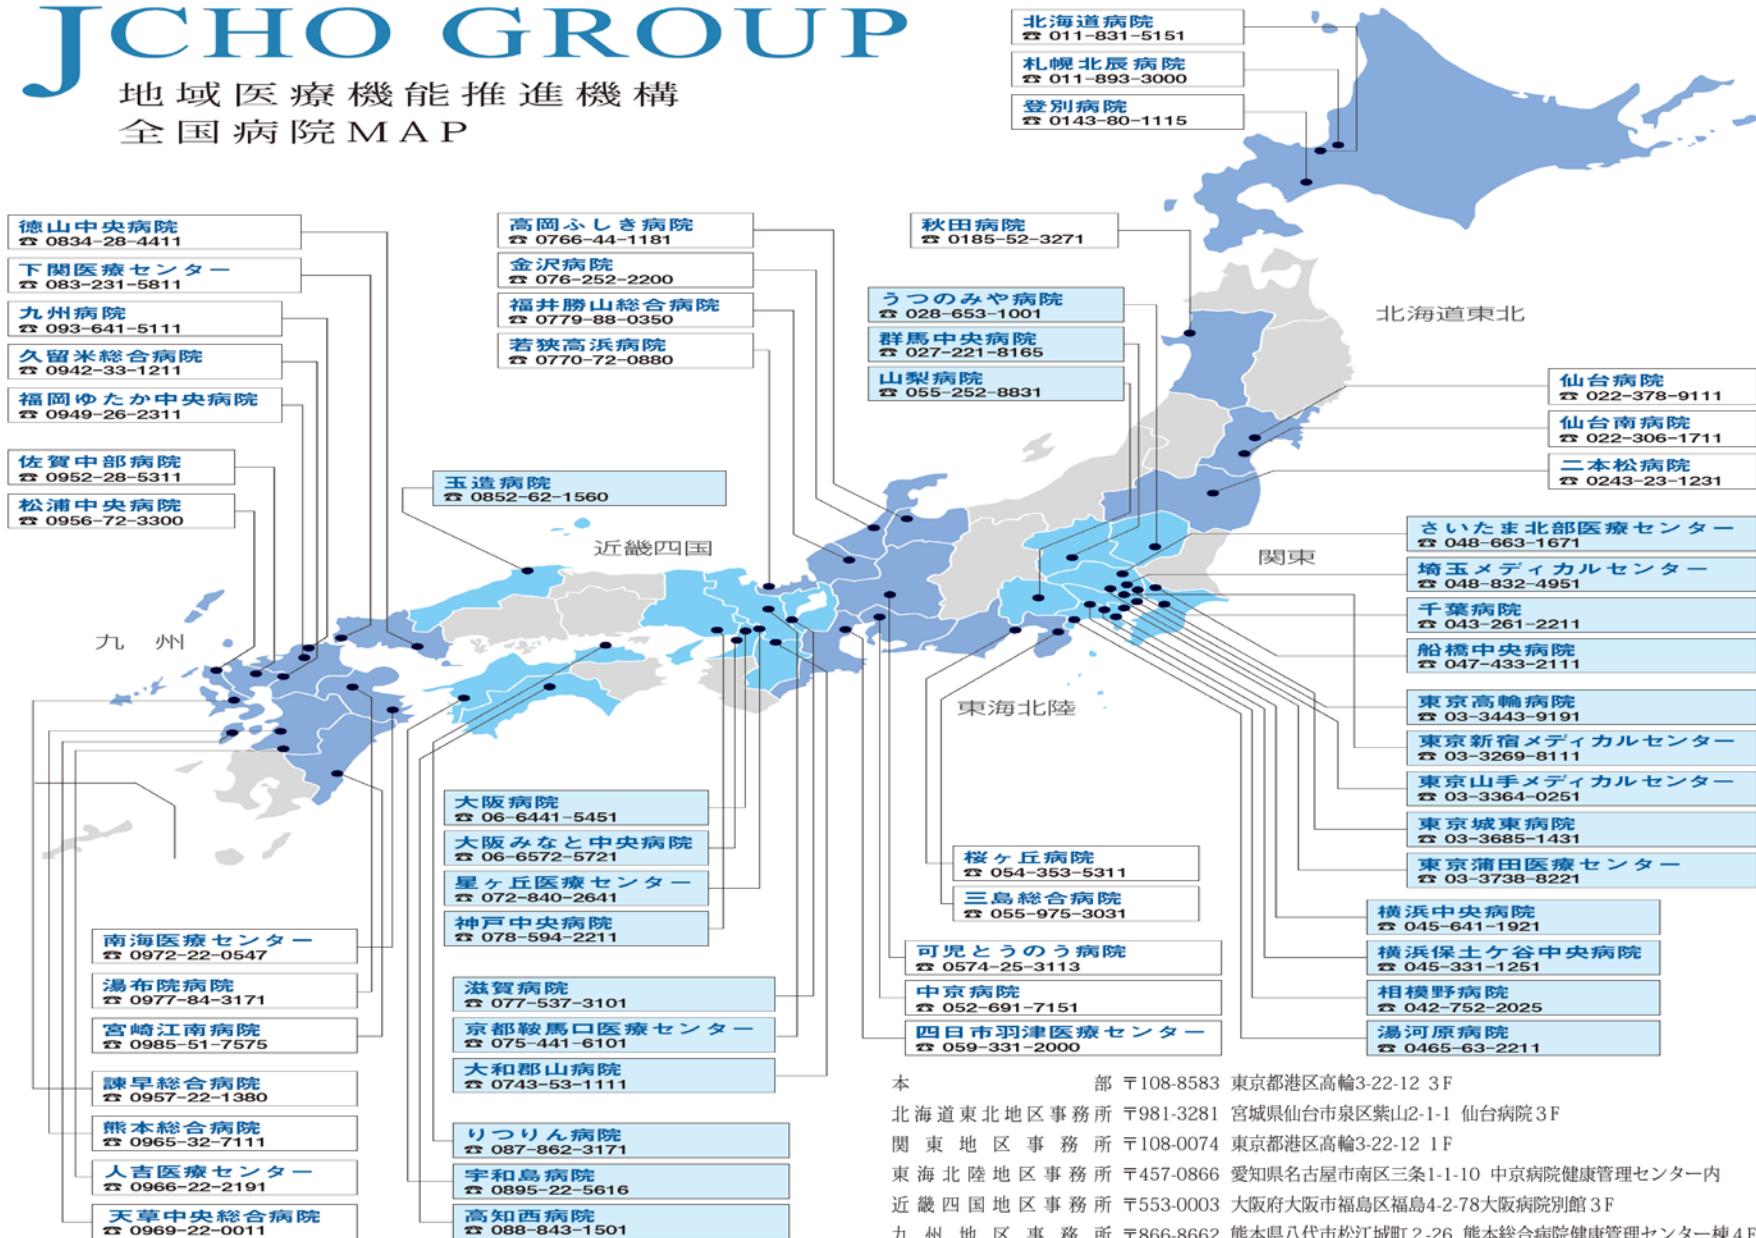 JCHO GROUP
地域医療機能推進機構
全国病院MAP
北海道病院
☎ 011-831-5151
札幌北辰病院
☎ 011-893-3000
登別病院
☎ 0143-80-1115
徳山中央病院
☎ 0834-28-4411
下関医療センター
☎ 083-231-5811
九州病院
☎ 093-641-5111
久留米総合病院
☎ 0942-33-1211
福岡ゆたか中央病院
☎ 0949-26-2311
佐賀中部病院
☎ 0952-28-5311
松浦中央病院
☎ 0956-72-3300
高岡ふしき病院
☎ 0766-44-1181
金沢病院
☎ 076-252-2200
福井勝山総合病院
☎ 0779-88-0350
若狭高浜病院
☎ 0770-72-0880
秋田病院
☎ 0185-52-3271
うつのみや病院
☎ 028-653-1001
群馬中央病院
☎ 027-221-8165
山梨病院
☎ 055-252-8831
北海道東北
仙台病院
☎ 022-378-9111
仙台南病院
☎ 022-306-1711
二本松病院
☎ 0243-23-1231
玉造病院
☎ 0852-62-1560
近畿四国
関東
九 州
東海北陸
さいたま北部医療センター
☎ 048-663-1671
埼玉メディカルセンター
☎ 048-832-4951
千葉病院
☎ 043-261-2211
船橋中央病院
☎ 047-433-2111
東京高輪病院
☎ 03-3443-9191
東京新宿メディカルセンター
☎ 03-3269-8111
東京山手メディカルセンター
☎ 03-3364-0251
東京城東病院
☎ 03-3685-1431
東京蒲田医療センター
☎ 03-3738-8221
横浜中央病院
☎ 045-641-1921
横浜保土ケ谷中央病院
☎ 045-331-1251
相模野病院
☎ 042-752-2025
湯河原病院
☎ 0465-63-2211
大阪病院
☎ 06-6441-5451
大阪みなと中央病院
☎ 06-6572-5721
星ヶ丘医療センター
☎ 072-840-2641
神戸中央病院
☎ 078-594-2211
桜ヶ丘病院
☎ 054-353-5311
三島総合病院
☎ 055-975-3031
可児とうのう病院
☎ 0574-25-3113
中京病院
☎ 052-691-7151
四日市羽津医療センター
☎ 059-331-2000
南海医療センター
☎ 0972-22-0547
湯布院病院
☎ 0977-84-3171
宮崎江南病院
☎ 0985-51-7575
諫早総合病院
☎ 0957-22-1380
熊本総合病院
☎ 0965-32-7111
人吉医療センター
☎ 0966-22-2191
天草中央総合病院
☎ 0969-22-0011
滋賀病院
☎ 077-537-3101
京都鞍馬口医療センター
☎ 075-441-6101
大和郡山病院
☎ 0743-53-1111
りつりん病院
☎ 087-862-3171
宇和島病院
☎ 0895-22-5616
高知西病院
☎ 088-843-1501
本 部 〒108-8583 東京都港区高輪3-22-12 3F
北海道東北地区事務所 〒981-3281 宮城県仙台市泉区紫山2-1-1 仙台病院3F
関東地区事務所 〒108-0074 東京都港区高輪3-22-12 1F
東海北陸地区事務所 〒457-0866 愛知県名古屋市南区三条1-1-10 中京病院健康管理センター内
近畿四国地区事務所 〒553-0003 大阪府大阪市福島区福島4-2-78大阪病院別館3F
九州地区事務所 〒866-8662 熊本県八代市松江城町2-26 熊本総合病院健康管理センター棟4F